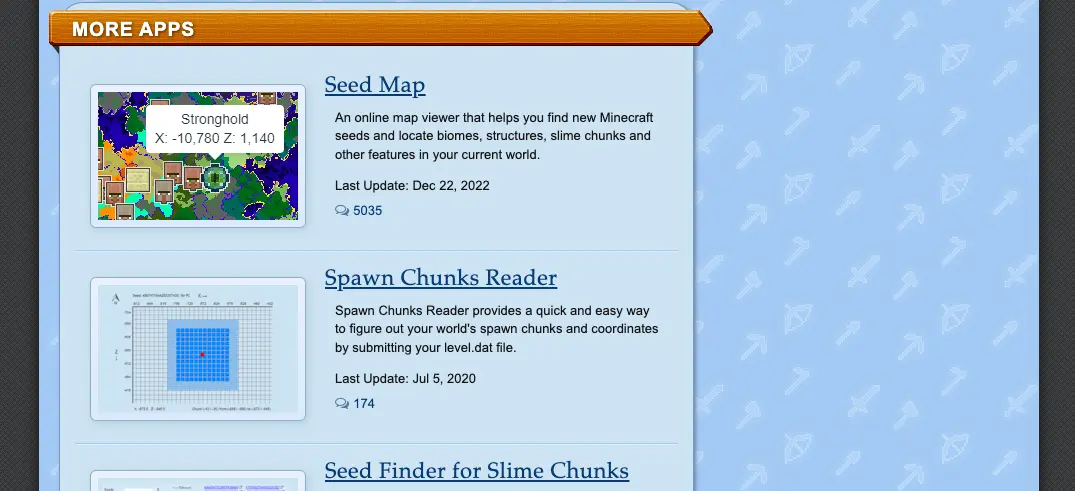 MORE APPS
Seed Map
Stronghold
X: -10,780 Z: 1,140
An online map viewer that helps you find new Minecraft
seeds and locate biomes, structures, slime chunks and
other features in your current world.
Last Update: Dec 22, 2022
5035
Spawn Chunks Reader
Spawn Chunks Reader provides a quick and easy way
to figure out your world's spawn chunks and coordinates
by submitting your level.dat file.
Last Update: Jul 5, 2020
174
Seed Finder for Slime Chunks